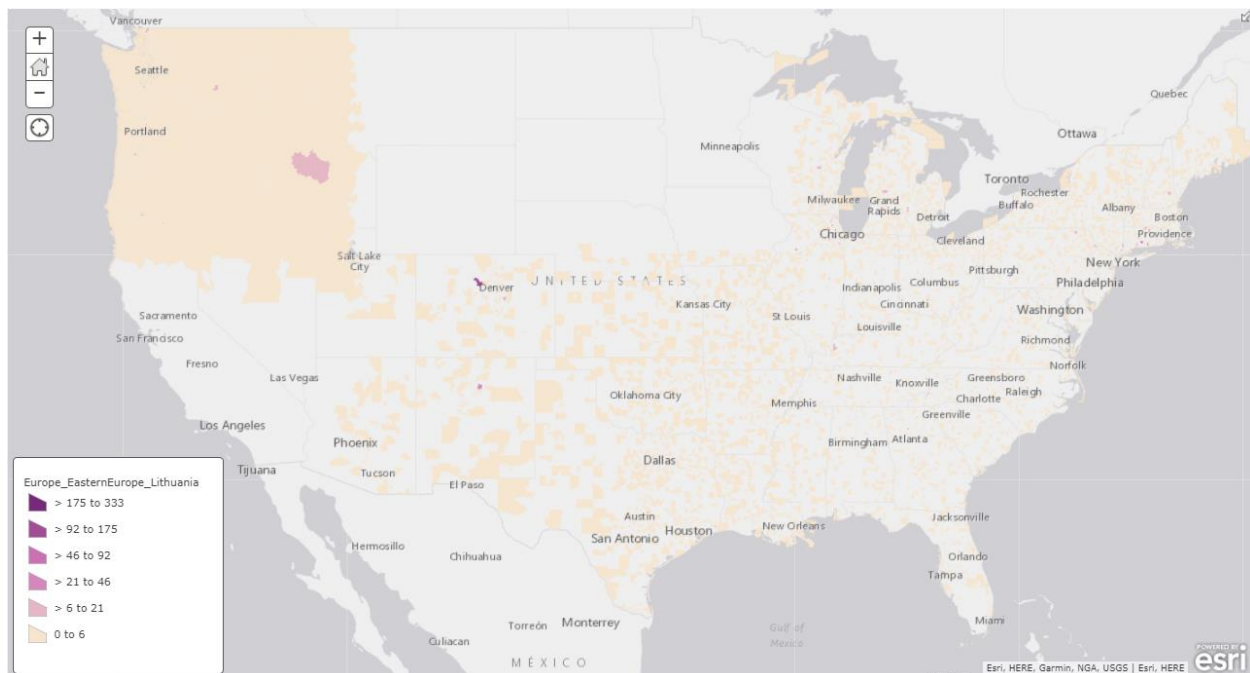 Vancouver
+
−
Seattle
Portland
Quebec
Ottawa
Minneapolis
Toronto
Rochester
Buffalo
Albany
Boston
Providence
Milwaukee
Grand
Rapids
Detroit
Chicago
Cleveland
New York
Pittsburgh
Philadelphia
Salt Lake
City
Denver
UNITED STATES
Kansas City
St Louis
Indianapolis
Columbus
Cincinnati
Louisville
Washington
Richmond
Norfolk
Sacramento
San Francisco
Fresno
Las Vegas
Nashville
Knoxville
Greensboro
Raleigh
Charlotte
Greenville
Oklahoma City
Memphis
Los Angeles
Phoenix
Tijuana
Tucson
El Paso
Dallas
Birmingham
Atlanta
Austin
Houston
San Antonio
New Orleans
Jacksonville
Orlando
Tampa
Miami
Hermosillo
Chihuahua
Torreón
Monterrey
Culiacan
MÉXICO
Gulf of
Mexico
Europe_EasternEurope_Lithuania
> 175 to 333
> 92 to 175
> 46 to 92
> 21 to 46
> 6 to 21
0 to 6
Esri, HERE, Garmin, NGA, USGS | Esri, HERE
POWERED BY
esri